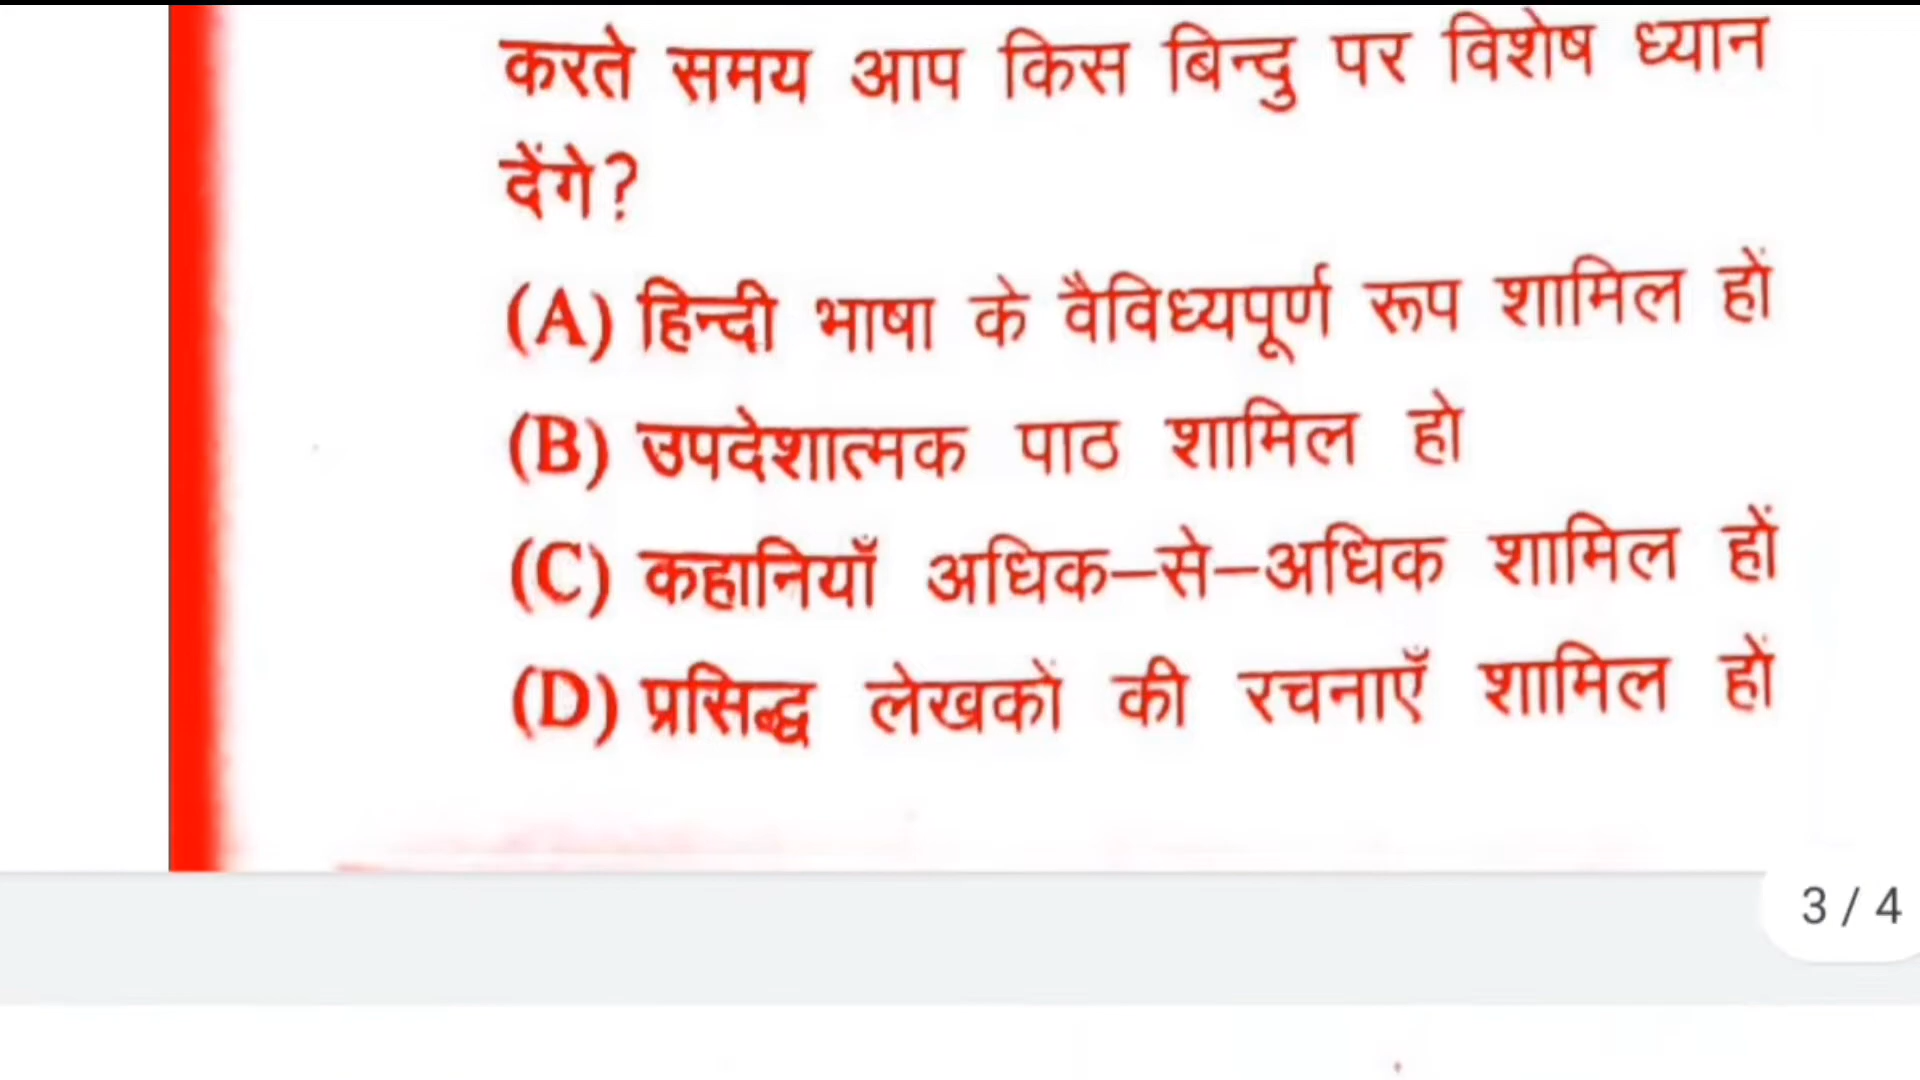 करते समय आप किस बिन्दु पर विशेष ध्यान
देंगे?
(A) हिन्दी भाषा के वैविध्यपूर्ण रूप शामिल हों
(B) उपदेशात्मक पाठ शामिल हो
(C) कहानियाँ अधिक–से–अधिक शामिल हों
(D) प्रसिद्ध लेखकों की रचनाएँ शामिल हों
3 / 4